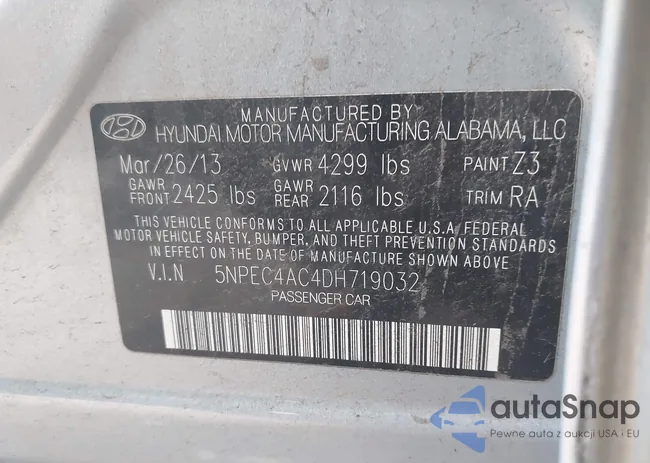 MANUFACTURED BY
HYUNDAI MOTOR MANUFACTURING ALABAMA, LLC
Mar/26/13 GVWR 4299 lbs PAINT Z3
GAWR FRONT 2425 lbs GAWR REAR 2116 lbs TRIM RA
THIS VEHICLE CONFORMS TO ALL APPLICABLE U.S.A. FEDERAL
MOTOR VEHICLE SAFETY, BUMPER, AND THEFT PREVENTION STANDARDS
IN EFFECT ON THE DATE OF MANUFACTURE SHOWN ABOVE.
V.I.N 5NPEC4AC4DH719032
PASSENGER CAR
autaSnap
Pewne auta z aukcji USA i EU